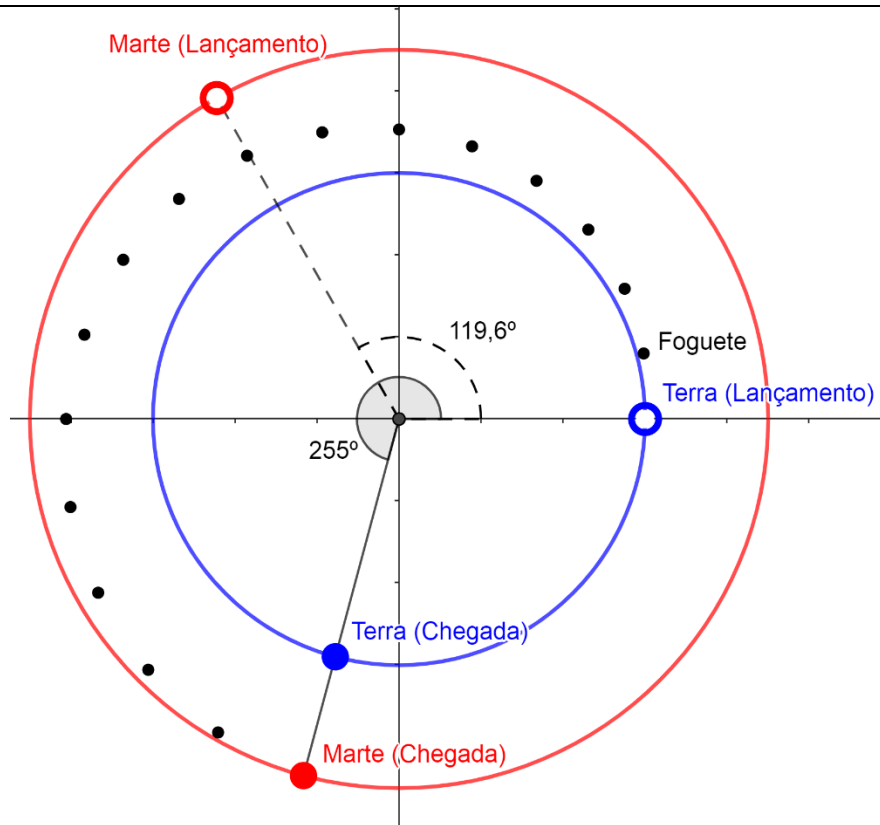 Marte (Lançamento)
119,6º
Foguete
Terra (Lançamento)
255º
Terra (Chegada)
Marte (Chegada)